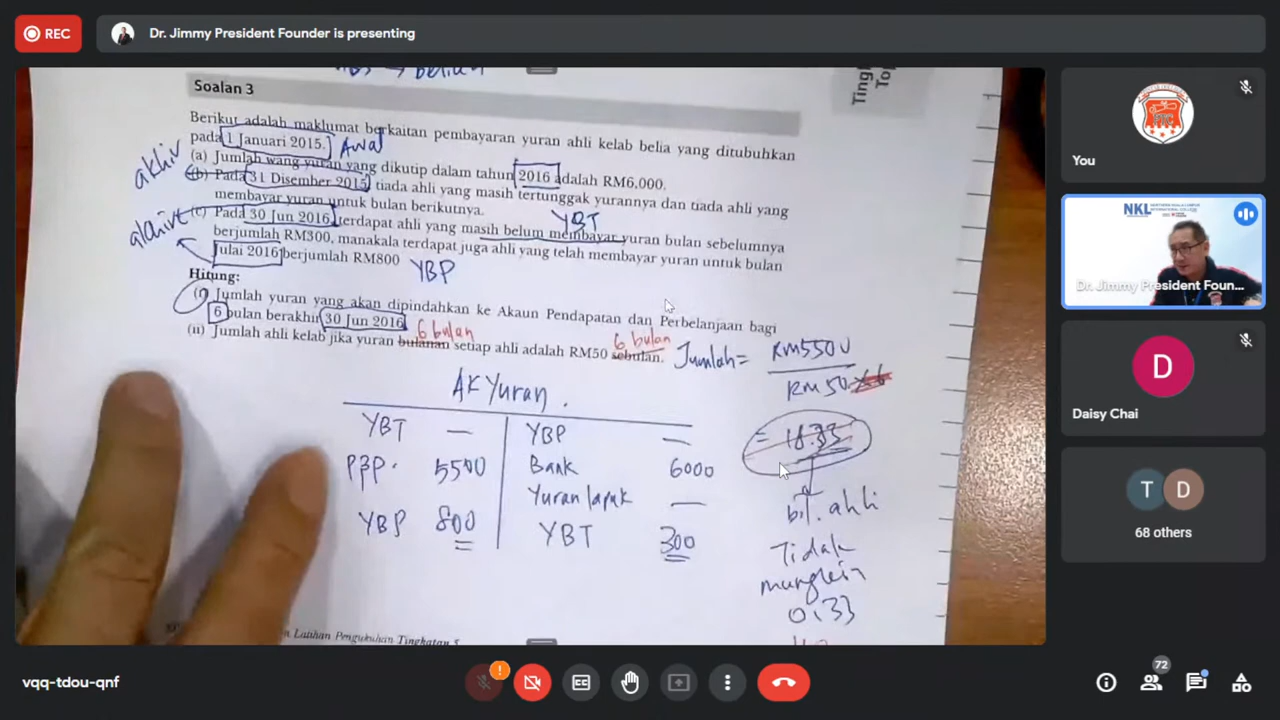 REC
Dr. Jimmy President Founder is presenting
Soalan 3
Berikut adalah maklumat berkaitan pembayaran yuran ahli kelab belia yang ditubuhkan
pada 1 Januari 2015. Awal
akhir
(a) Jumlah wang yuran yang dikutip dalam tahun 2016 adalah RM6,000.
(b) Pada 31 Disember 2015 tiada ahli yang masih tertunggak yurannya dan tiada ahli yang
membayar yuran untuk bulan berikutnya.
YBT
akhir
(c) Pada 30 Jun 2016 terdapat ahli yang masih belum membayar yuran bulan sebelumnya
berjumlah RM300, manakala terdapat juga ahli yang telah membayar yuran untuk bulan
Julai 2016 berjumlah RM800 YBP
Hitung:
(i) Jumlah yuran yang akan dipindahkan ke Akaun Pendapatan dan Perbelanjaan bagi
6 bulan berakhir 30 Jun 2016
6 bulan 6 bulan
(ii) Jumlah ahli kelab jika yuran bulanan setiap ahli adalah RM50 sebulan.
Jumlah = RM5500
RM50 x6
AK Yuran.
YBT — YBP —
P&P. 5500 Bank 6000
Yuran lapuk —
YBP 800 YBT 300
= 18.33
bil. ahli
Tidak
mungkin
0.33
Latihan Pengukuhan Tingkatan 5
NKL
You
Dr. Jimmy President Foun...
D
Daisy Chai
T D
68 others
vqq-tdou-qnf
72